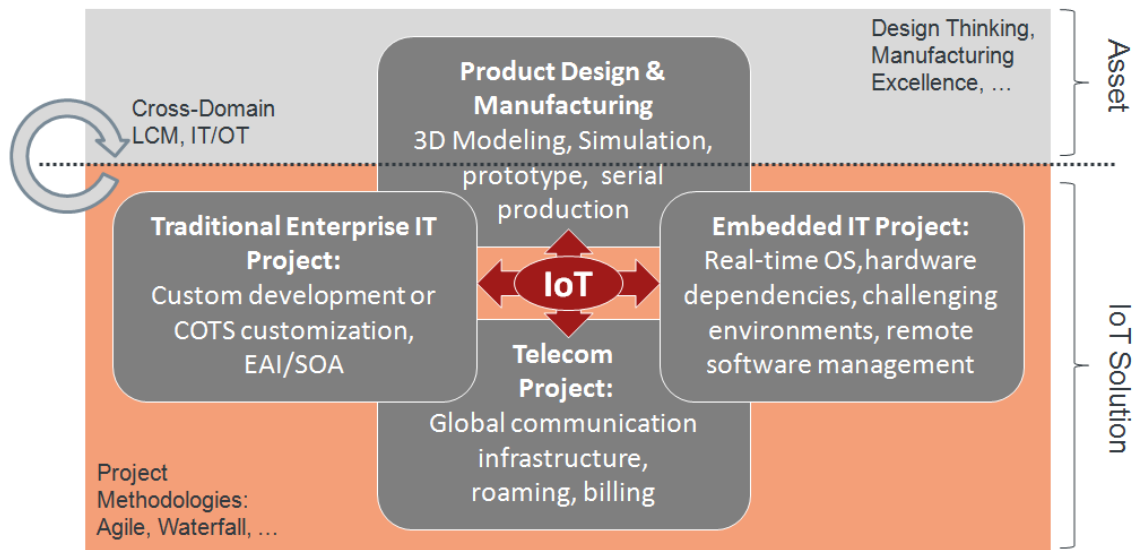 Design Thinking,
Manufacturing
Excellence, …
Asset
Product Design &
Manufacturing
3D Modeling, Simulation,
prototype, serial
production
Cross-Domain
LCM, IT/OT
Traditional Enterprise IT
Project:
Custom development or
COTS customization,
EAI/SOA
IoT
Embedded IT Project:
Real-time OS,hardware
dependencies, challenging
environments, remote
software management
Telecom
Project:
Global communication
infrastructure,
roaming, billing
IoT Solution
Project
Methodologies:
Agile, Waterfall, …